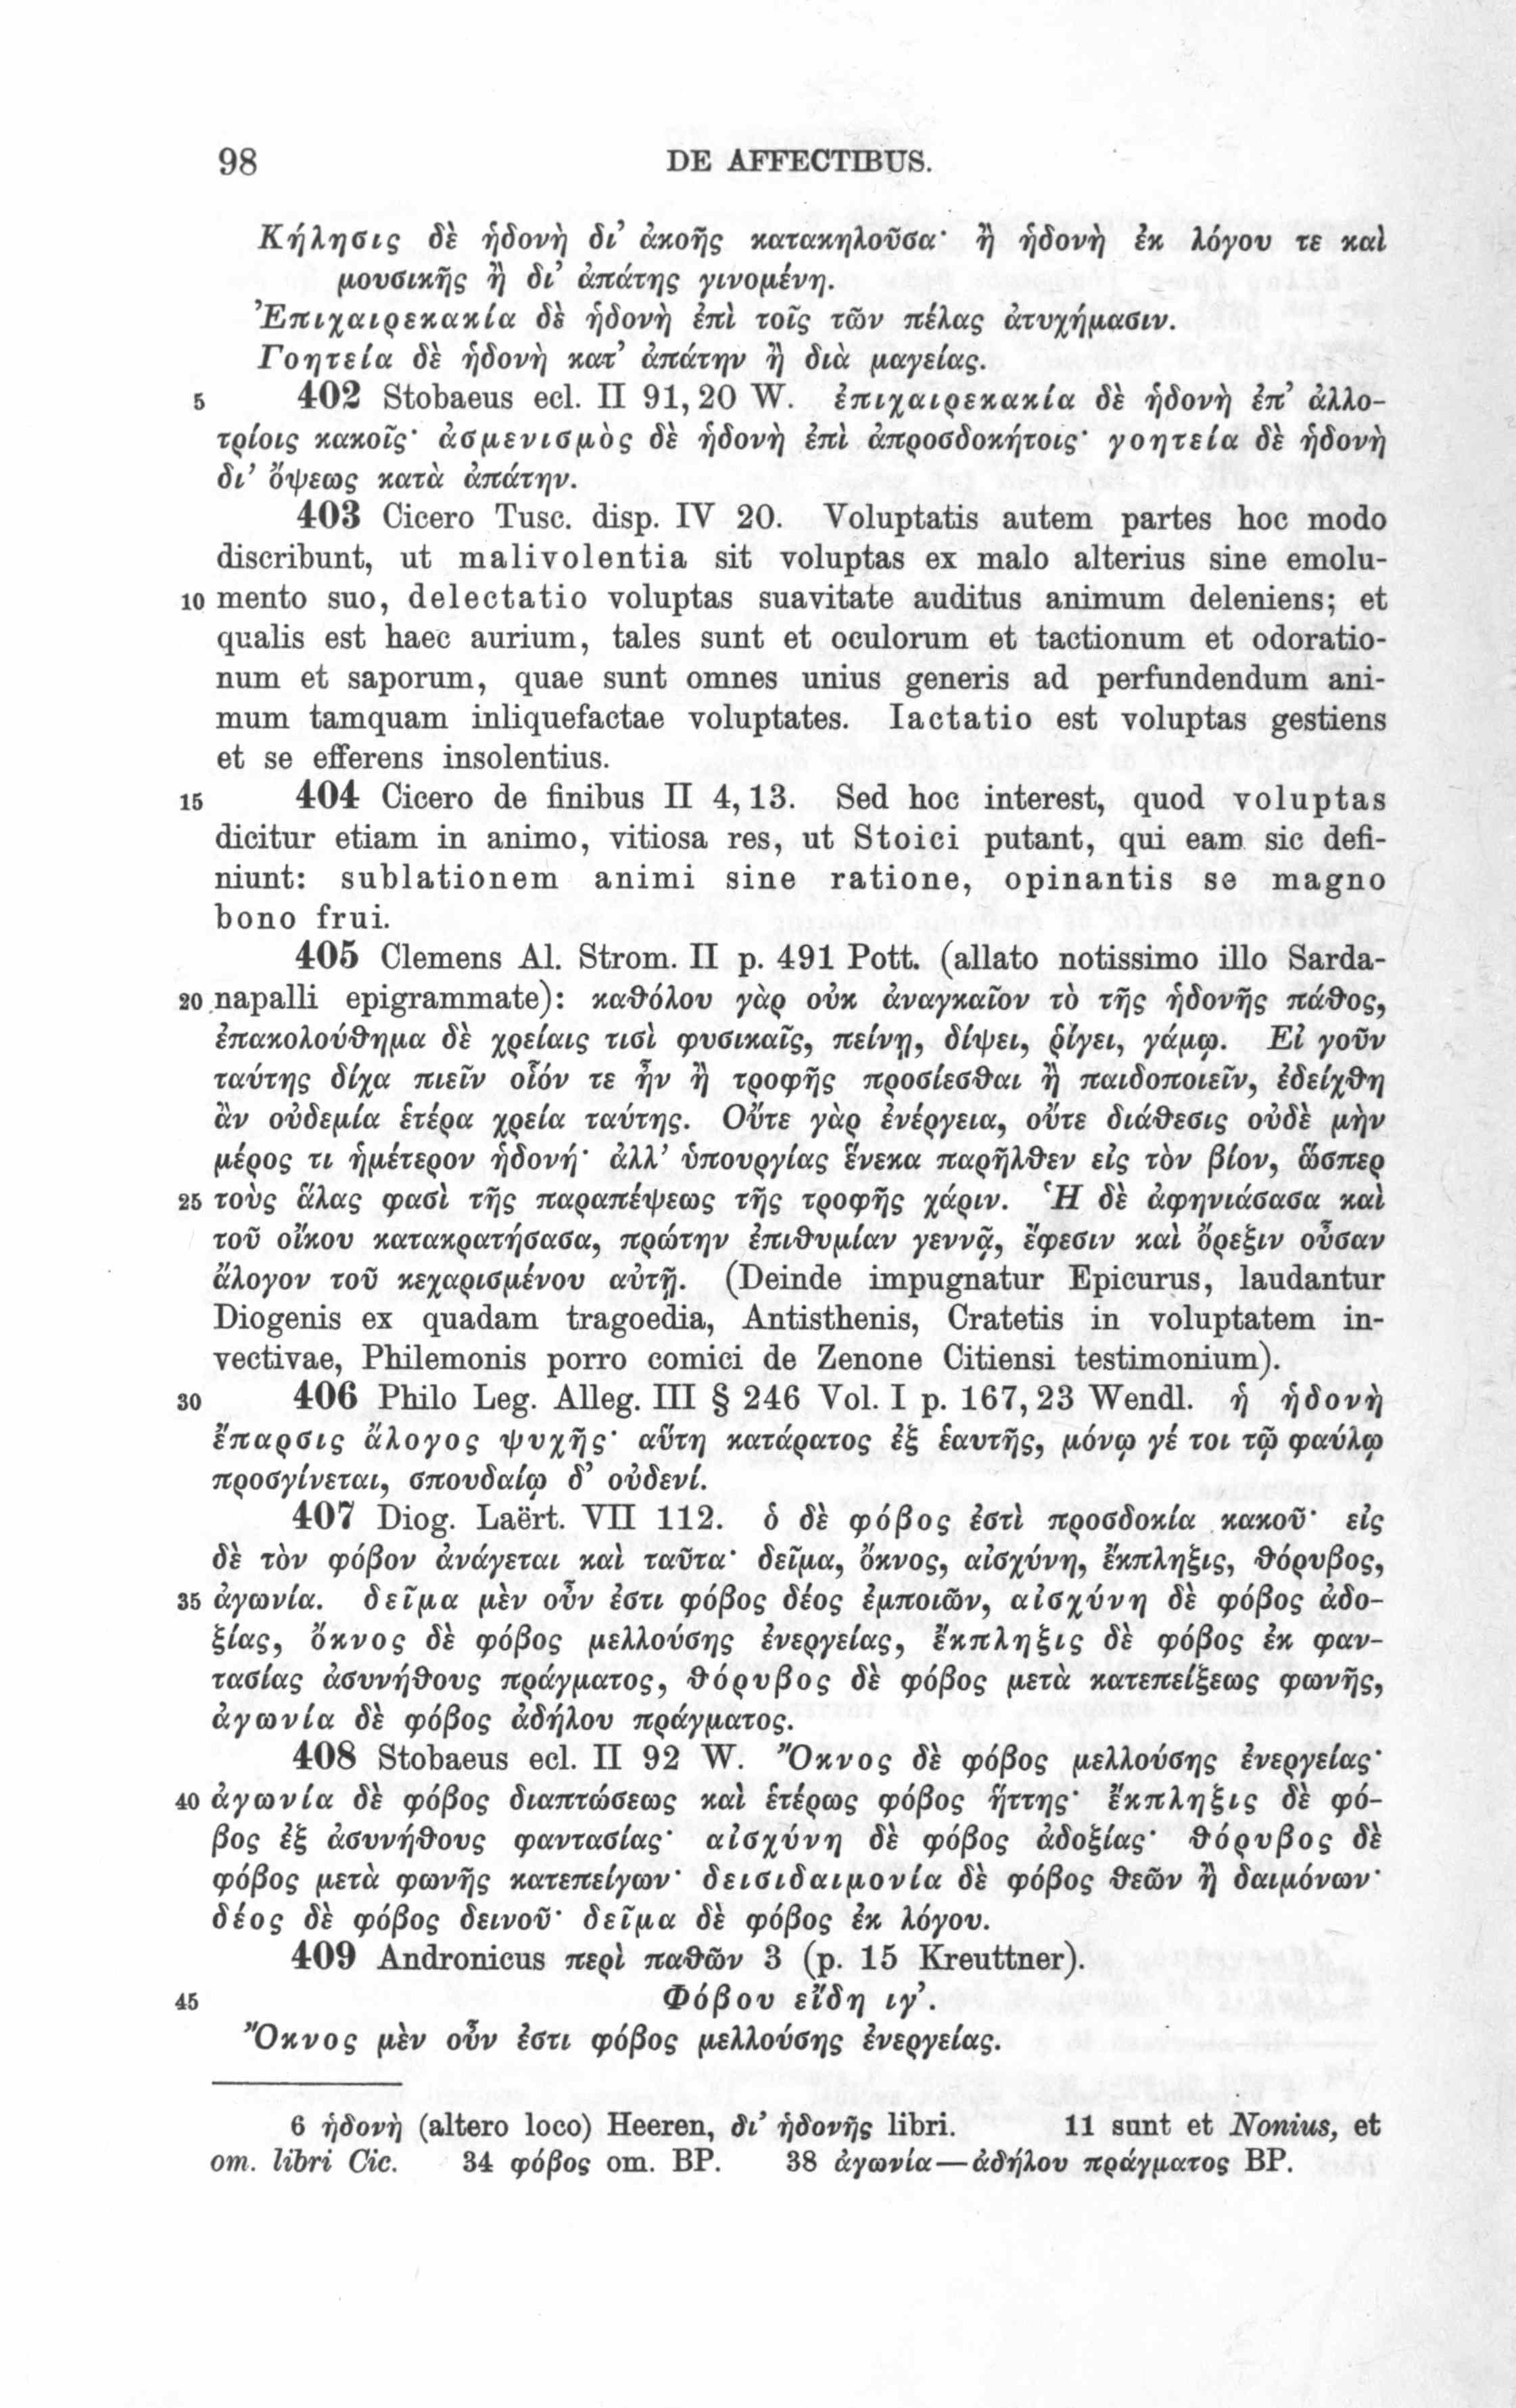 98 DE AFFECTIBUS.
Κήλησις δὲ ἡδονὴ δι’ ἀκοῆς κατακηλοῦσα· ἢ ἡδονὴ ἐκ λόγου τε καὶ
μουσικῆς ἢ δι’ ἀπάτης γινομένη.
Ἐπιχαιρεκακία δὲ ἡδονὴ ἐπὶ τοῖς τῶν πέλας ἀτυχήμασιν.
Γοητεία δὲ ἡδονὴ κατ’ ἀπάτην ἢ διὰ μαγείας.
5 402 Stobaeus ecl. II 91, 20 W. ἐπιχαιρεκακία δὲ ἡδονὴ ἐπ’ ἀλλο-
τρίοις κακοῖς· ἀσμενισμὸς δὲ ἡδονὴ ἐπὶ ἀπροσδοκήτοις· γοητεία δὲ ἡδονὴ
δι’ ὄψεως κατὰ ἀπάτην.
403 Cicero Tusc. disp. IV 20. Voluptatis autem partes hoc modo
discribunt, ut malivolentia sit voluptas ex malo alterius sine emolu-
10 mento suo, delectatio voluptas suavitate auditus animum deleniens; et
qualis est haec aurium, tales sunt et oculorum et tactionum et odoratio-
num et saporum, quae sunt omnes unius generis ad perfundendum ani-
mum tamquam inliquefactae voluptates. Iactatio est voluptas gestiens
et se efferens insolentius.
15 404 Cicero de finibus II 4, 13. Sed hoc interest, quod voluptas
dicitur etiam in animo, vitiosa res, ut Stoici putant, qui eam sic defi-
niunt: sublationem animi sine ratione, opinantis se magno
bono frui.
405 Clemens Al. Strom. II p. 491 Pott. (allato notissimo illo Sarda-
20 napalli epigrammate): καθόλου γὰρ οὐκ ἀναγκαῖον τὸ τῆς ἡδονῆς πάθος,
ἐπακολούθημα δὲ χρείαις τισὶ φυσικαῖς, πείνῃ, δίψει, ῥίγει, γάμῳ. Εἰ γοῦν
ταύτης δίχα πιεῖν οἷόν τε ἦν ἢ τροφῆς προσίεσθαι ἢ παιδοποιεῖν, ἐδείχθη
ἂν οὐδεμία ἑτέρα χρεία ταύτης. Οὔτε γὰρ ἐνέργεια, οὔτε διάθεσις οὐδὲ μὴν
μέρος τι ἡμέτερον ἡδονή· ἀλλ’ ὑπουργίας ἕνεκα παρῆλθεν εἰς τὸν βίον, ὥσπερ
25 τοὺς ἅλας φασὶ τῆς παραπέψεως τῆς τροφῆς χάριν. Ἡ δὲ ἀφηνιάσασα καὶ
τοῦ οἴκου κατακρατήσασα, πρώτην ἐπιθυμίαν γεννᾷ, ἔφεσιν καὶ ὄρεξιν οὖσαν
ἄλογον τοῦ κεχαρισμένου αὐτῇ. (Deinde impugnatur Epicurus, laudantur
Diogenis ex quadam tragoedia, Antisthenis, Cratetis in voluptatem in-
vectivae, Philemonis porro comici de Zenone Citiensi testimonium).
30 406 Philo Leg. Alleg. III § 246 Vol. I p. 167, 23 Wendl. ἡ ἡδονὴ
ἔπαρσις ἄλογος ψυχῆς· αὕτη κατάρατος ἐξ ἑαυτῆς, μόνῳ γέ τοι τῷ φαύλῳ
προσγίνεται, σπουδαίῳ δ’ οὐδενί.
407 Diog. Laërt. VII 112. ὁ δὲ φόβος ἐστὶ προσδοκία κακοῦ· εἰς
δὲ τὸν φόβον ἀνάγεται καὶ ταῦτα· δεῖμα, ὄκνος, αἰσχύνη, ἔκπληξις, θόρυβος,
35 ἀγωνία. δεῖμα μὲν οὖν ἐστι φόβος δέος ἐμποιῶν, αἰσχύνη δὲ φόβος ἀδο-
ξίας, ὄκνος δὲ φόβος μελλούσης ἐνεργείας, ἔκπληξις δὲ φόβος ἐκ φαν-
τασίας ἀσυνήθους πράγματος, θόρυβος δὲ φόβος μετὰ κατεπείξεως φωνῆς,
ἀγωνία δὲ φόβος ἀδήλου πράγματος.
408 Stobaeus ecl. II 92 W. Ὄκνος δὲ φόβος μελλούσης ἐνεργείας·
40 ἀγωνία δὲ φόβος διαπτώσεως καὶ ἑτέρως φόβος ἥττης· ἔκπληξις δὲ φό-
βος ἐξ ἀσυνήθους φαντασίας· αἰσχύνη δὲ φόβος ἀδοξίας· θόρυβος δὲ
φόβος μετὰ φωνῆς κατεπείγων· δεισιδαιμονία δὲ φόβος θεῶν ἢ δαιμόνων·
δέος δὲ φόβος δεινοῦ· δεῖμα δὲ φόβος ἐκ λόγου.
409 Andronicus περὶ παθῶν 3 (p. 15 Kreuttner).
45 Φόβου εἴδη ιγ’.
Ὄκνος μὲν οὖν ἐστι φόβος μελλούσης ἐνεργείας.
6 ἡδονὴ (altero loco) Heeren, δι’ ἡδονῆς libri. 11 sunt et Nonius, et
om. libri Cic. 34 φόβος om. BP. 38 ἀγωνία—ἀδήλου πράγματος BP.